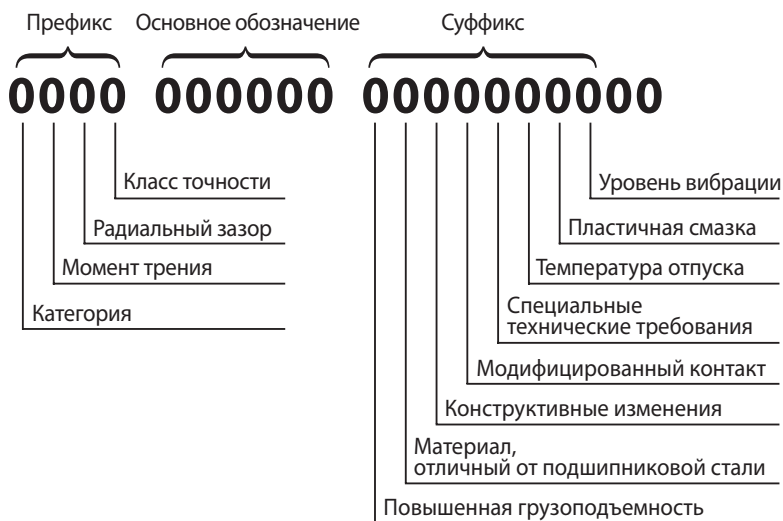 Префикс Основное обозначение Суффикс
0000 000000 0000000000
Класс точности
Уровень вибрации
Радиальный зазор
Пластичная смазка
Момент трения
Температура отпуска
Категория
Специальные
технические требования
Модифицированный контакт
Конструктивные изменения
Материал,
отличный от подшипниковой стали
Повышенная грузоподъемность